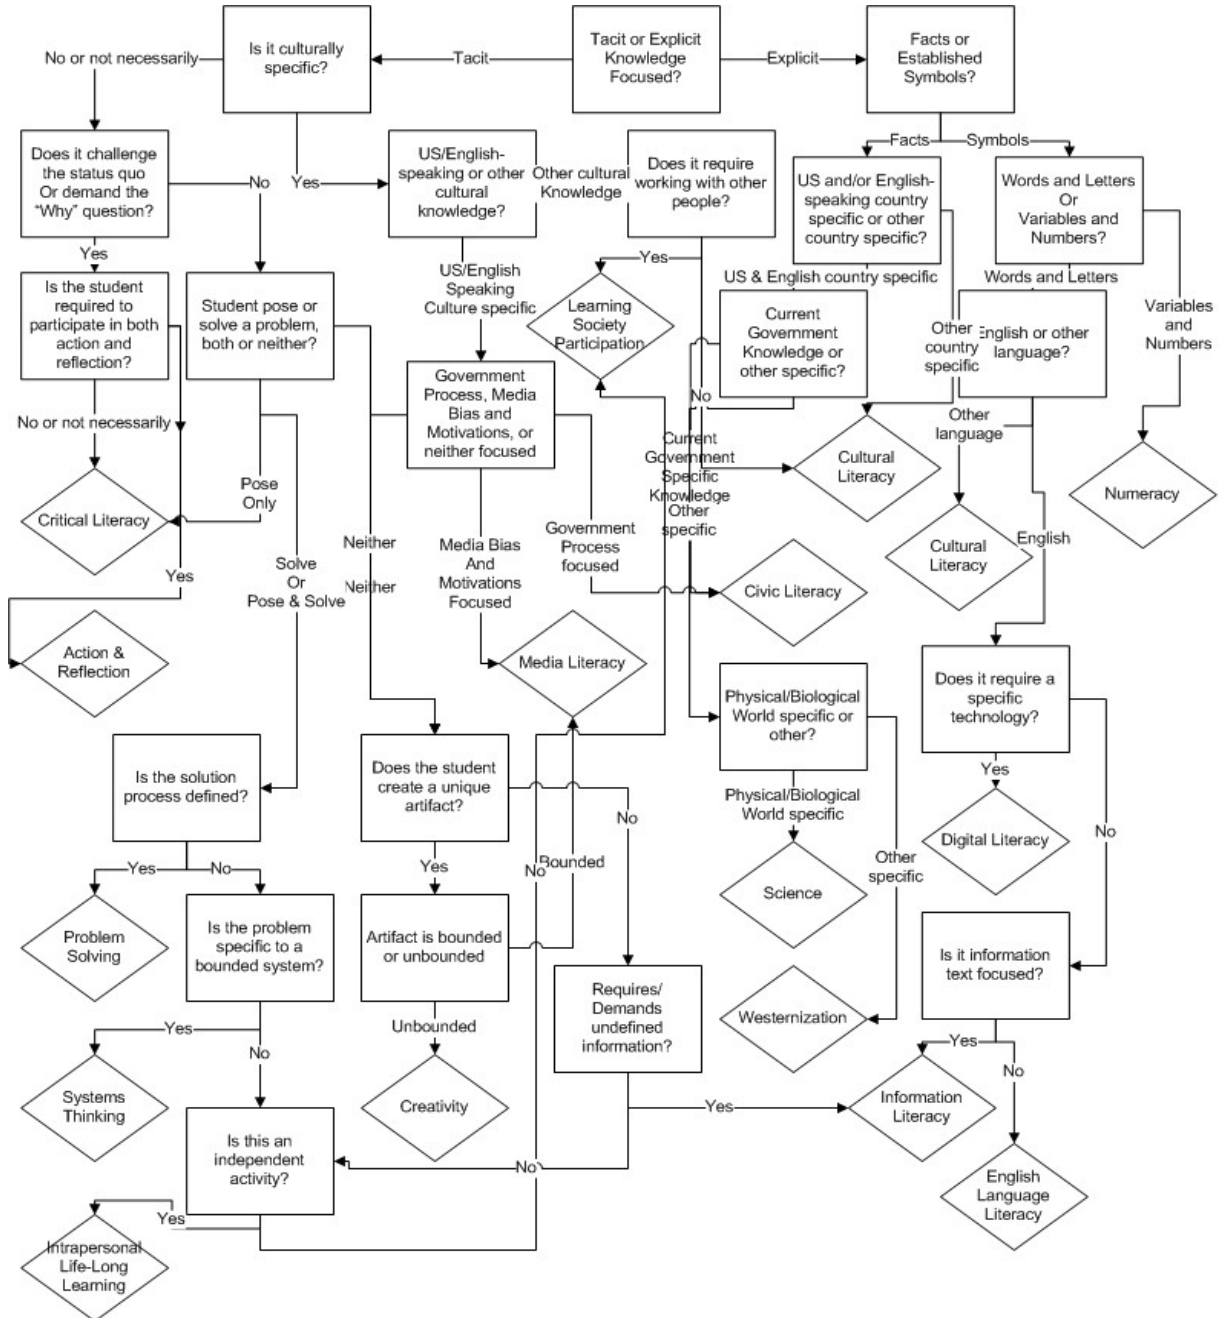 Is it culturally
specific?
Tacit or Explicit
Knowledge
Focused?
Facts or
Established
Symbols?
No or not necessarily
Tacit
Explicit
Does it challenge
the status quo
Or demand the
"Why" question?
No
Yes
US/English-
speaking or other
cultural
knowledge?
Other cultural
Knowledge
Does it require
working with other
people?
Facts
Symbols
US and/or English-
speaking country
specific or other
country specific?
Words and Letters
Or
Variables and
Numbers?
Yes
US/English
Speaking
Culture specific
Yes
US & English country specific
Words and Letters
Is the student
required to
participate in both
action and
reflection?
Student pose or
solve a problem,
both or neither?
Learning
Society
Participation
Current
Government
Knowledge or
other specific?
Other
country
specific
English or other
language?
Variables
and
Numbers
Government
Process, Media
Bias and
Motivations, or
neither focused
No
No or not necessarily
Other
language
Current
Government
Specific
Knowledge
Other
specific
Cultural
Literacy
Numeracy
Critical Literacy
Pose
Only
Neither
Neither
Media Bias
And
Motivations
Focused
Government
Process
focused
Cultural
Literacy
English
Yes
Solve
Or
Pose & Solve
Civic Literacy
Action &
Reflection
Media Literacy
Physical/Biological
World specific or
other?
Does it require a
specific
technology?
Is the solution
process defined?
Does the student
create a unique
artifact?
Yes
Physical/Biological
World specific
No
No
Yes
No
Yes
No
Bounded
Other
specific
Digital Literacy
Science
Problem
Solving
Is the problem
specific to a
bounded system?
Artifact is bounded
or unbounded
Is it information
text focused?
Requires/
Demands
undefined
information?
Westernization
Yes
Unbounded
No
Yes
No
Systems
Thinking
Creativity
Yes
Information
Literacy
Is this an
independent
activity?
No
English
Language
Literacy
Yes
Intrapersonal
Life-Long
Learning